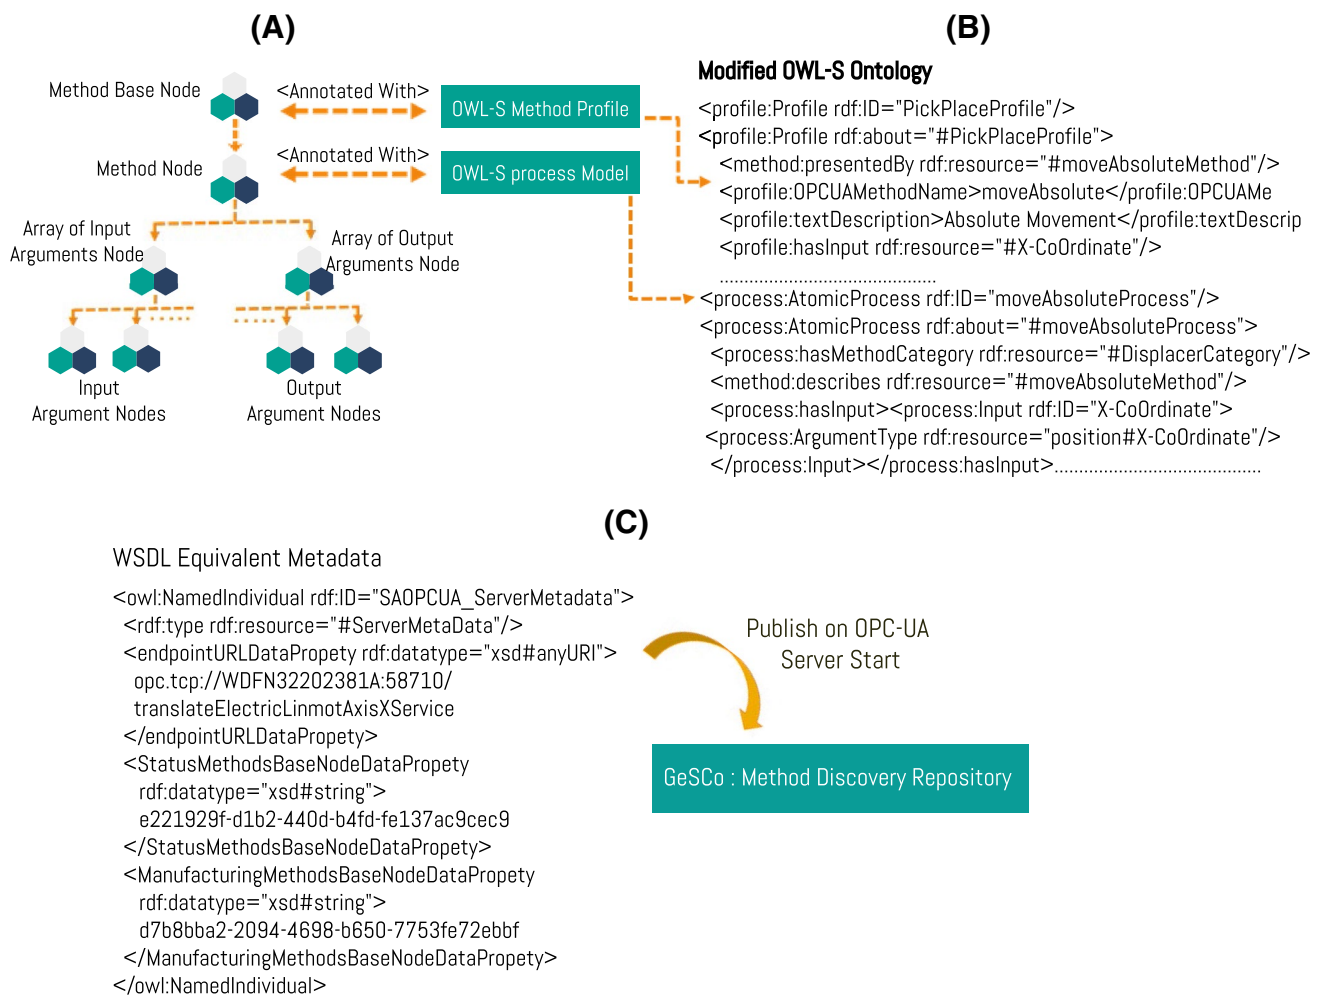 (A)
Method Base Node
<Annotated With>
OWL-S Method Profile
Method Node
<Annotated With>
OWL-S process Model
Array of Input
Arguments Node
Array of Output
Arguments Node
Input
Argument Nodes
Output
Argument Nodes
(B)
Modified OWL-S Ontology
<profile:Profile rdf:ID="PickPlaceProfile"/>
<profile:Profile rdf:about="#PickPlaceProfile">
<method:presentedBy rdf:resource="#moveAbsoluteMethod"/>
<profile:OPCUAMethodName>moveAbsolute</profile:OPCUAMe
<profile:textDescription>Absolute Movement</profile:textDescrip
<profile:hasInput rdf:resource="#X-CoOrdinate"/>
............................................
<process:AtomicProcess rdf:ID="moveAbsoluteProcess"/>
<process:AtomicProcess rdf:about="#moveAbsoluteProcess">
<process:hasMethodCategory rdf:resource="#DisplacerCategory"/>
<method:describes rdf:resource="#moveAbsoluteMethod"/>
<process:hasInput><process:Input rdf:ID="X-CoOrdinate">
<process:ArgumentType rdf:resource="position#X-CoOrdinate"/>
</process:Input></process:hasInput>..........................................
(C)
WSDL Equivalent Metadata
<owl:NamedIndividual rdf:ID="SAOPCUA_ServerMetadata">
<rdf:type rdf:resource="#ServerMetaData"/>
<endpointURLDataPropety rdf:datatype="xsd#anyURI">
opc.tcp://WDFN32202381A:58710/
translateElectricLinmotAxisXService
</endpointURLDataPropety>
<StatusMethodsBaseNodeDataPropety
rdf:datatype="xsd#string">
e221929f-d1b2-440d-b4fd-fe137ac9cec9
</StatusMethodsBaseNodeDataPropety>
<ManufacturingMethodsBaseNodeDataPropety
rdf:datatype="xsd#string">
d7b8bba2-2094-4698-b650-7753fe72ebbf
</ManufacturingMethodsBaseNodeDataPropety>
</owl:NamedIndividual>
Publish on OPC-UA
Server Start
GeSCo : Method Discovery Repository